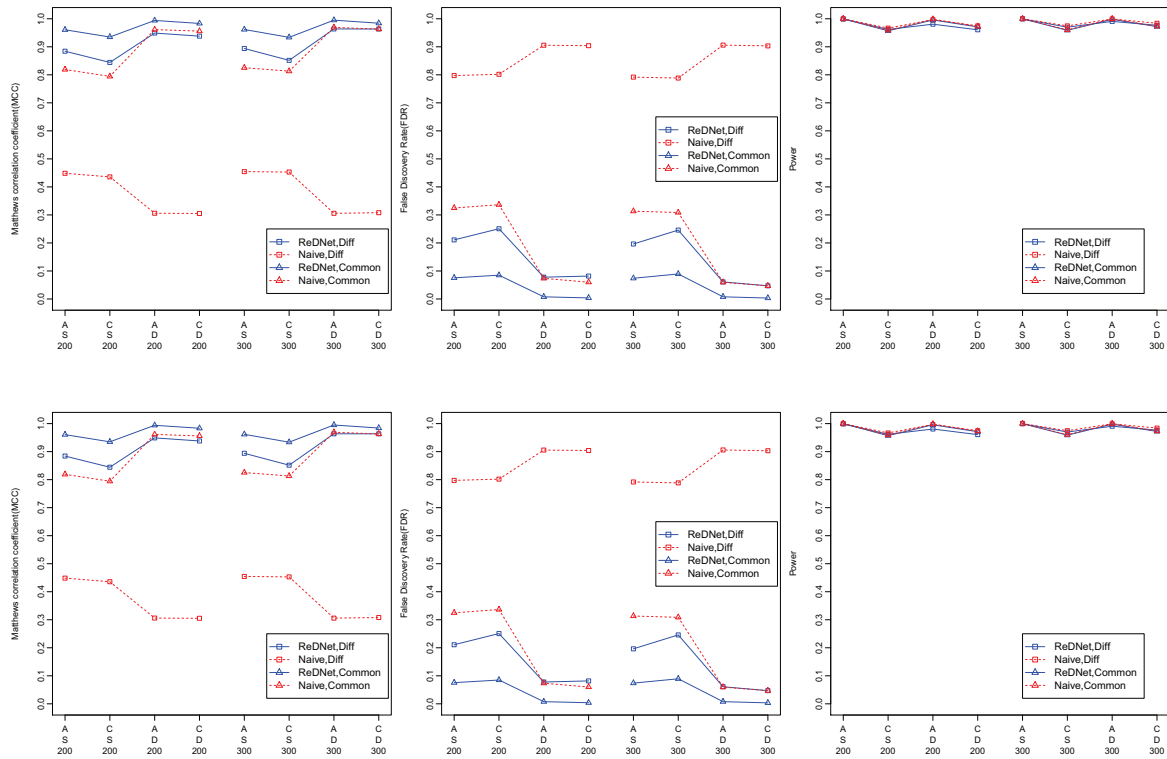 Matthews correlation coefficient(MCC)
1.0
0.9
0.8
0.7
0.6
0.5
0.4
0.3
0.2
0.1
0.0
ReDNet,Diff
Naive,Diff
ReDNet,Common
Naive,Common
A C A C A C A C
S S D D S S D D
200 200 200 200 300 300 300 300
False Discovery Rate(FDR)
1.0
0.9
0.8
0.7
0.6
0.5
0.4
0.3
0.2
0.1
0.0
ReDNet,Diff
Naive,Diff
ReDNet,Common
Naive,Common
A C A C A C A C
S S D D S S D D
200 200 200 200 300 300 300 300
Power
1.0
0.9
0.8
0.7
0.6
0.5
0.4
0.3
0.2
0.1
0.0
ReDNet,Diff
Naive,Diff
ReDNet,Common
Naive,Common
A C A C A C A C
S S D D S S D D
200 200 200 200 300 300 300 300
Matthews correlation coefficient(MCC)
1.0
0.9
0.8
0.7
0.6
0.5
0.4
0.3
0.2
0.1
0.0
ReDNet,Diff
Naive,Diff
ReDNet,Common
Naive,Common
A C A C A C A C
S S D D S S D D
200 200 200 200 300 300 300 300
False Discovery Rate(FDR)
1.0
0.9
0.8
0.7
0.6
0.5
0.4
0.3
0.2
0.1
0.0
ReDNet,Diff
Naive,Diff
ReDNet,Common
Naive,Common
A C A C A C A C
S S D D S S D D
200 200 200 200 300 300 300 300
Power
1.0
0.9
0.8
0.7
0.6
0.5
0.4
0.3
0.2
0.1
0.0
ReDNet,Diff
Naive,Diff
ReDNet,Common
Naive,Common
A C A C A C A C
S S D D S S D D
200 200 200 200 300 300 300 300